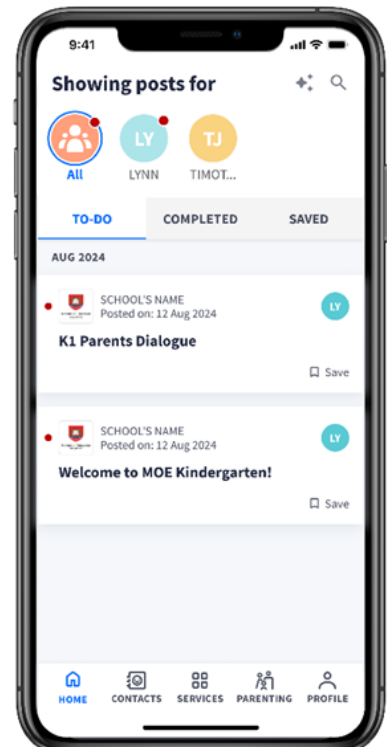 9:41
Showing posts for
LY
TJ
All
LYNN
TIMOT...
TO-DO
COMPLETED
SAVED
AUG 2024
SCHOOL'S NAME
Posted on: 12 Aug 2024
LY
K1 Parents Dialogue
Save
SCHOOL'S NAME
Posted on: 12 Aug 2024
LY
Welcome to MOE Kindergarten!
Save
HOME
CONTACTS
SERVICES
PARENTING
PROFILE